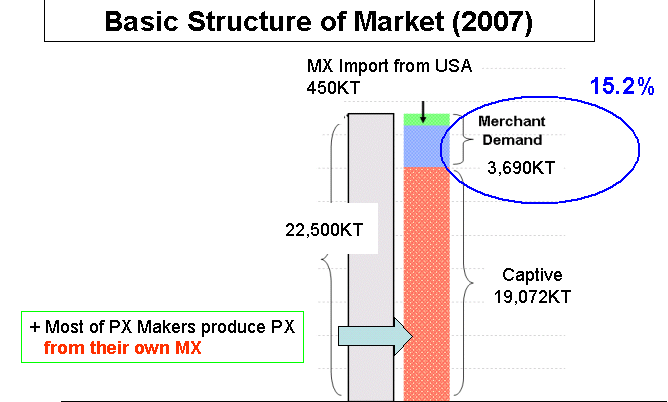 Basic Structure of Market (2007)
MX Import from USA
450KT
15.2%
Merchant
Demand
3,690KT
22,500KT
Captive
19,072KT
+ Most of PX Makers produce PX
from their own MX